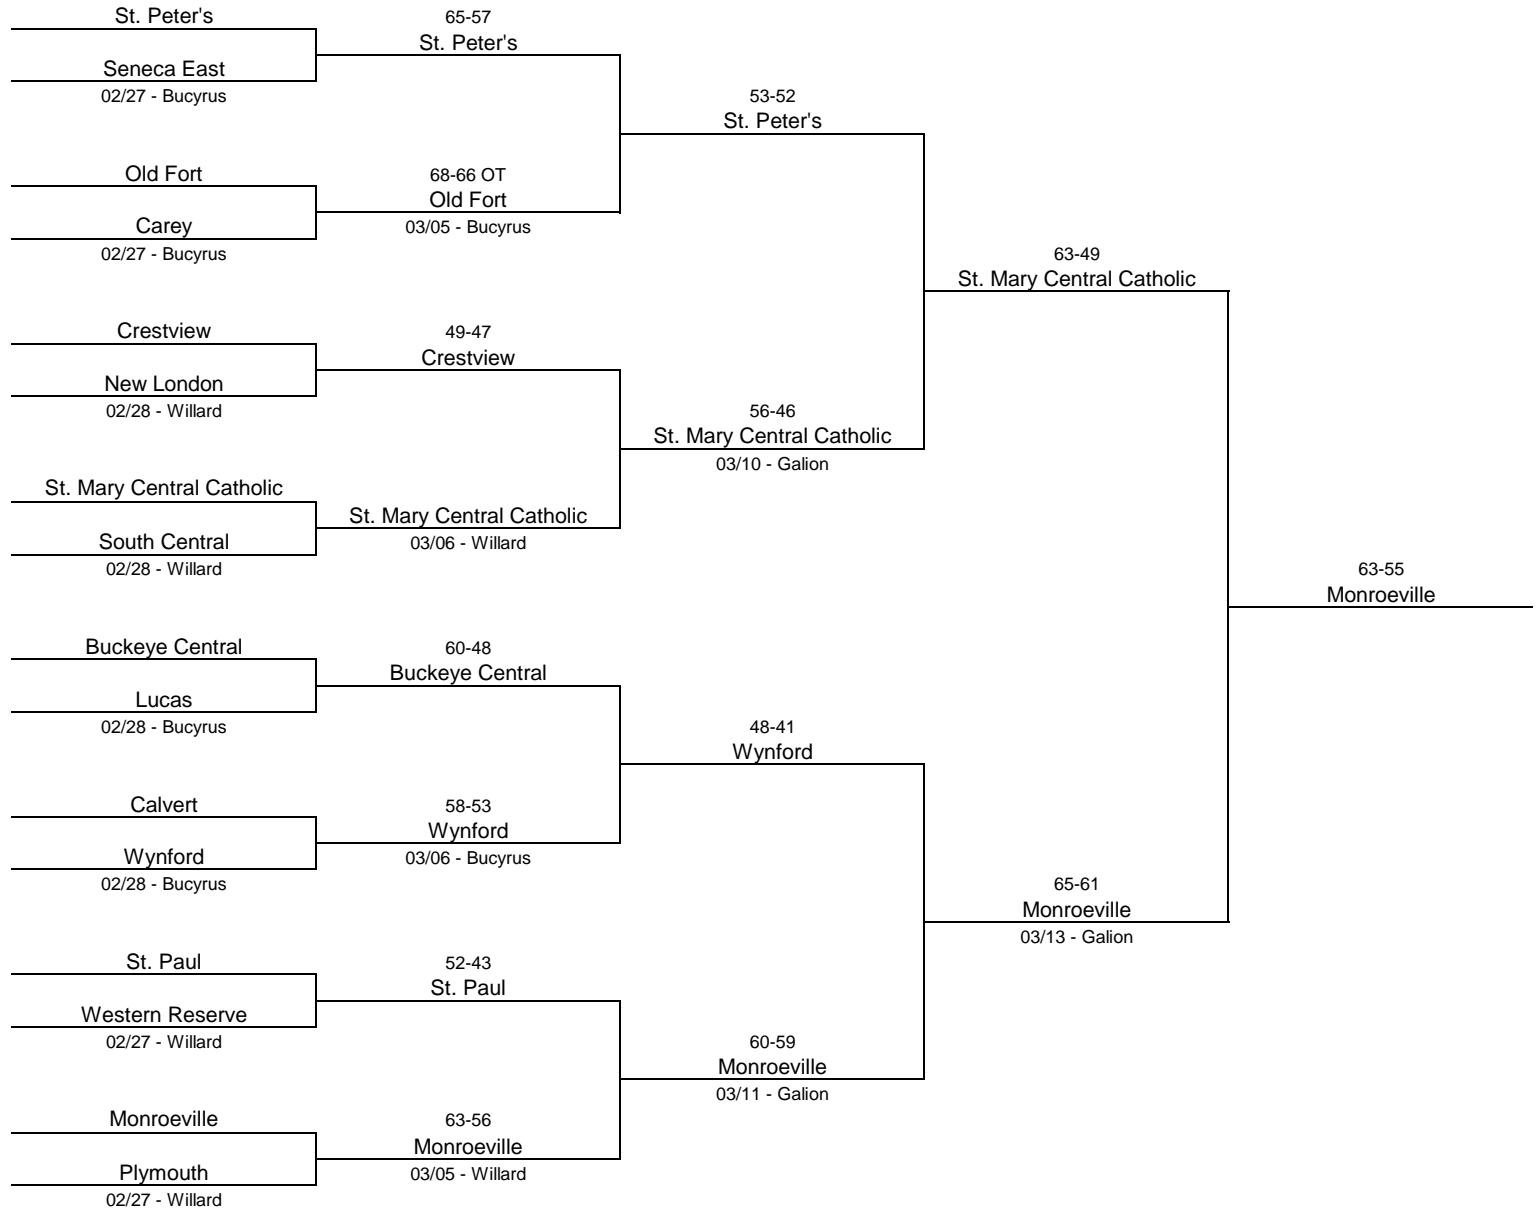 St. Peter's
65-57
St. Peter's
Seneca East
02/27 - Bucyrus
53-52
St. Peter's
Old Fort
68-66 OT
Old Fort
Carey
03/05 - Bucyrus
02/27 - Bucyrus
63-49
St. Mary Central Catholic
Crestview
49-47
Crestview
New London
02/28 - Willard
56-46
St. Mary Central Catholic
03/10 - Galion
St. Mary Central Catholic
St. Mary Central Catholic
South Central
03/06 - Willard
02/28 - Willard
63-55
Monroeville
Buckeye Central
60-48
Buckeye Central
Lucas
02/28 - Bucyrus
48-41
Wynford
Calvert
58-53
Wynford
Wynford
03/06 - Bucyrus
02/28 - Bucyrus
65-61
Monroeville
03/13 - Galion
St. Paul
52-43
St. Paul
Western Reserve
02/27 - Willard
60-59
Monroeville
03/11 - Galion
Monroeville
63-56
Monroeville
Plymouth
03/05 - Willard
02/27 - Willard